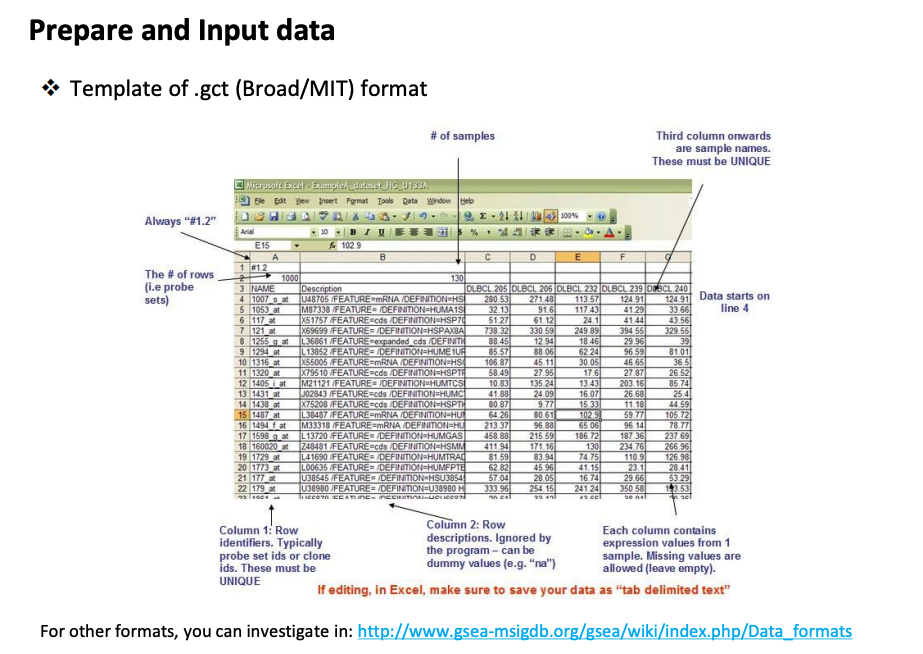 Prepare and Input data
❖ Template of .gct (Broad/MIT) format
# of samples
Third column onwards
are sample names.
These must be UNIQUE
Microsoft Excel - ExampleA_dataset_HG_U133A
File Edit View Insert Format Tools Data Window Help
100%
Arial 10 B I U
E15 fx 102.9
Always “#1.2”
The # of rows
(i.e probe
sets)
A B C D E F G
1 #1.2
2 1000 130
3 NAME Description DLBCL 205 DLBCL 206 DLBCL 232 DLBCL 239 DLBCL 240
4 1007_s_at U48705 /FEATURE=mRNA /DEFINITION=HS 280.53 271.48 113.57 124.91 124.91
5 1053_at M87338 /FEATURE= /DEFINITION=HUMA1S 32.13 91.6 117.43 41.29 33.66
6 117_at X51757 /FEATURE=cds /DEFINITION=HSP70 51.27 61.12 24.1 41.44 43.56
7 121_at X69699 /FEATURE= /DEFINITION=HSPAX8A 738.32 330.59 249.89 394.55 329.55
8 1255_g_at L36861 /FEATURE=expanded_cds /DEFINITI 88.45 12.94 18.46 29.96 39
9 1294_at L13852 /FEATURE= /DEFINITION=HUME1UR 85.57 88.06 62.24 96.59 81.01
10 1316_at X55005 /FEATURE=mRNA /DEFINITION=HS 106.87 45.11 30.05 46.65 36.5
11 1320_at X79510 /FEATURE=cds /DEFINITION=HSPTP 58.49 27.95 17.6 27.87 26.52
12 1405_i_at M21121 /FEATURE= /DEFINITION=HUMTCS 10.83 135.24 13.43 203.16 85.74
13 1431_at J02843 /FEATURE=cds /DEFINITION=HUMC 41.88 24.09 16.07 26.68 25.4
14 1438_at X75208 /FEATURE=cds /DEFINITION=HSPTK 80.87 9.77 15.33 11.18 44.59
15 1487_at L38487 /FEATURE=mRNA /DEFINITION=HU 64.26 80.61 102.9 59.77 105.72
16 1494_f_at M33318 /FEATURE=mRNA /DEFINITION=HU 213.37 96.88 65.06 96.14 78.77
17 1598_g_at L13720 /FEATURE= /DEFINITION=HUMGAS 458.88 215.59 186.72 187.36 237.69
18 160020_at Z48481 /FEATURE=cds /DEFINITION=HSMM 411.94 171.16 130 234.76 266.96
19 1729_at L41690 /FEATURE= /DEFINITION=HUMTRAD 81.59 83.94 74.75 110.9 126.98
20 1773_at L00635 /FEATURE= /DEFINITION=HUMFPTE 62.82 45.96 41.15 23.1 28.41
21 177_at U38545 /FEATURE= /DEFINITION=HSU3854 57.04 28.05 16.74 29.66 53.29
22 179_at U38980 /FEATURE= /DEFINITION=U38980 H 333.96 254.15 241.24 350.58
Data starts on
line 4
Column 1: Row
identifiers. Typically
probe set ids or clone
ids. These must be
UNIQUE
Column 2: Row
descriptions. Ignored by
the program – can be
dummy values (e.g. “na”)
Each column contains
expression values from 1
sample. Missing values are
allowed (leave empty).
If editing, in Excel, make sure to save your data as “tab delimited text”
For other formats, you can investigate in: http://www.gsea-msigdb.org/gsea/wiki/index.php/Data_formats